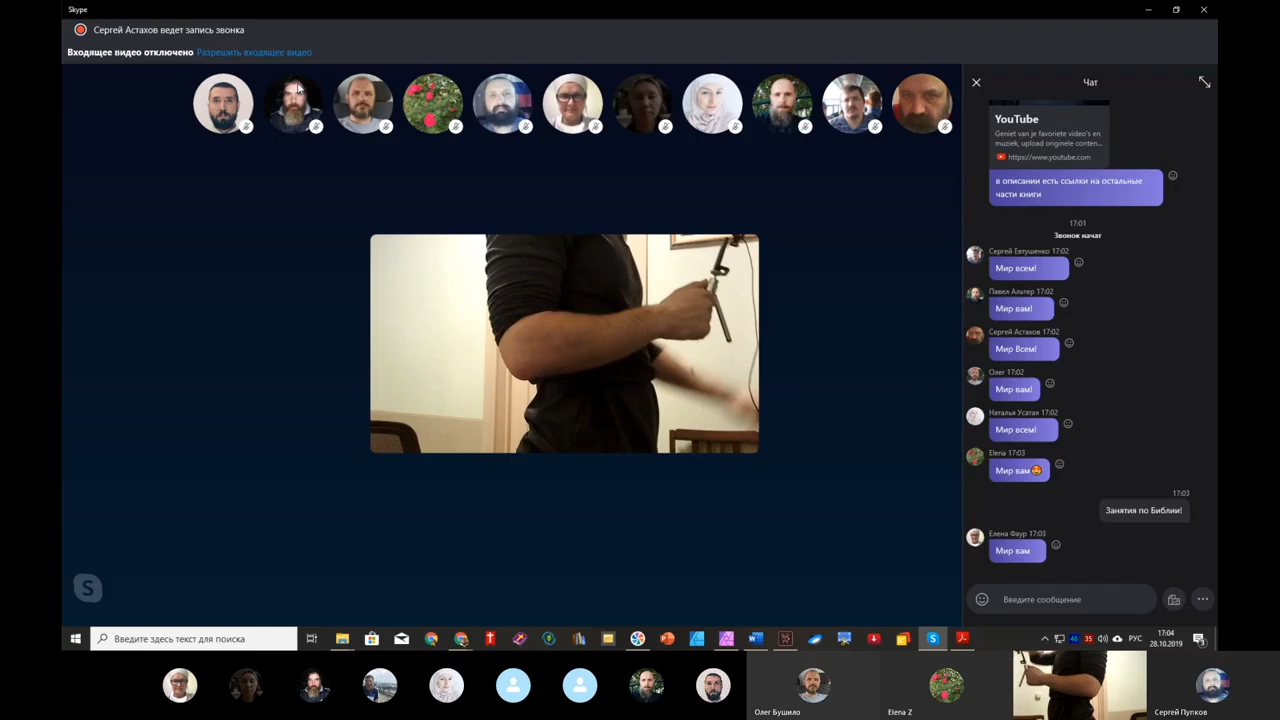 Skype
Сергей Астахов ведет запись звонка
Входящее видео отключено Разрешить входящее видео
Чат
YouTube
Geniet van je favoriete video's en
muziek, upload originele conten...
https://www.youtube.com
в описании есть ссылки на остальные
части книги
17:01
Звонок начат
Сергей Евтушенко 17:02
Мир всем!
Павел Альтер 17:02
Мир вам!
Сергей Астахов 17:02
Мир Всем!
Олег 17:02
Мир вам!
Наталья Усатая 17:02
Мир всем!
Elena 17:03
Мир вам🤩
17:03
Занятия по Библии!
Елена Фаур 17:03
Мир вам
Введите сообщение
S
Введите здесь текст для поиска
46 35 РУС
17:04
28.10.2019
3
Олег Бушило
Elena Z
Сергей Пупков